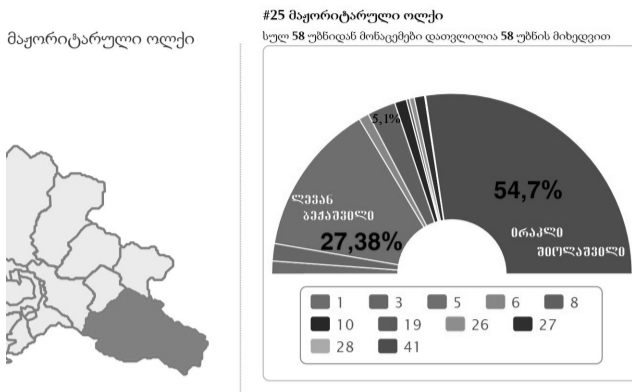 მაჟორიტარული ოლქი
#25 მაჟორიტარული ოლქი
სულ 58 უბნიდან მონაცემები დათვლილია 58 უბნის მიხედვით
5,1%
54,7%
ლევან
ბეჟაშვილი
27,38%
ირაკლი
შიოლაშვილი
1 3 5 6 8
10 19 26 27
28 41